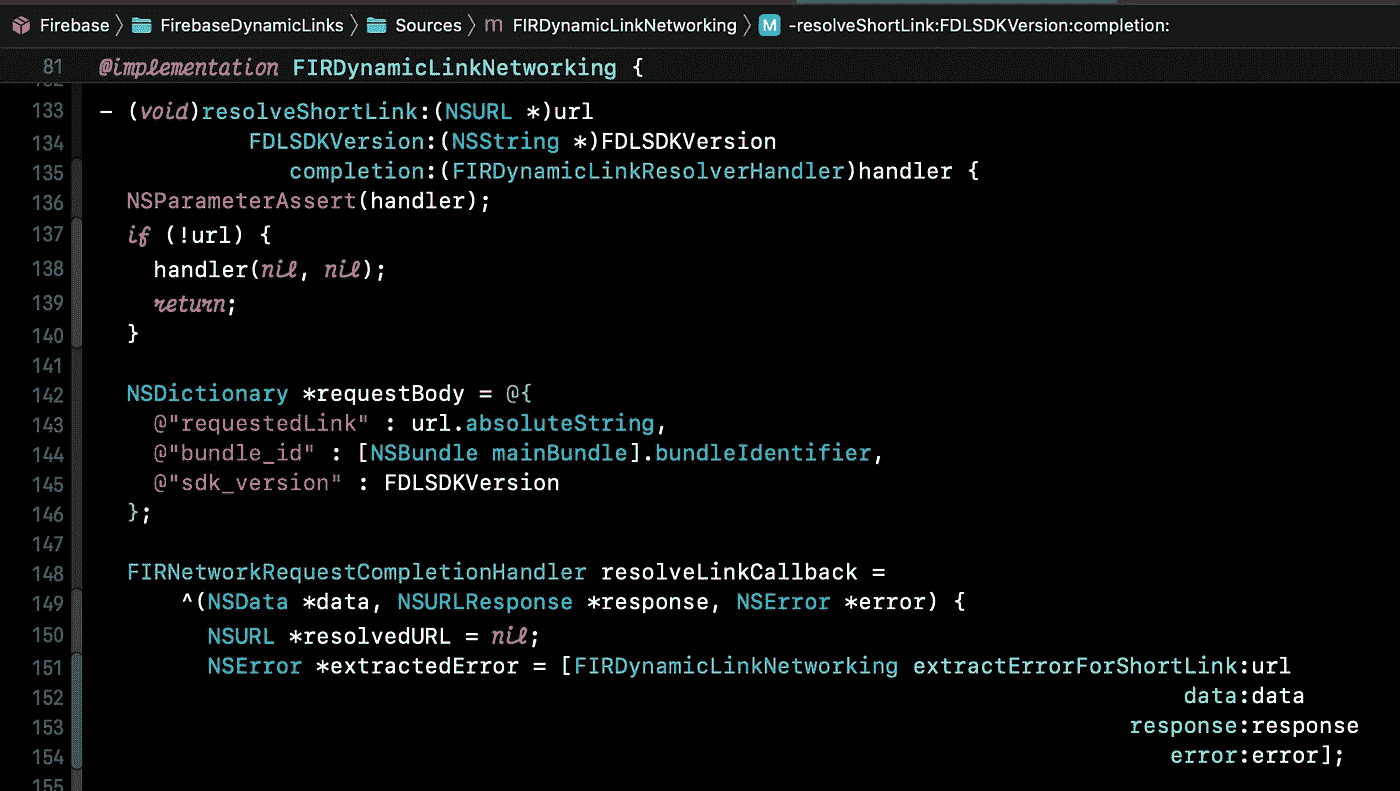 Firebase 〉 FirebaseDynamicLinks 〉 Sources 〉 m FIRDynamicLinkNetworking 〉 M -resolveShortLink:FDLSDKVersion:completion:
81 @implementation FIRDynamicLinkNetworking {
132
133 - (void)resolveShortLink:(NSURL *)url
134 FDLSDKVersion:(NSString *)FDLSDKVersion
135 completion:(FIRDynamicLinkResolverHandler)handler {
136 NSParameterAssert(handler);
137 if (!url) {
138 handler(nil, nil);
139 return;
140 }
141
142 NSDictionary *requestBody = @{
143 @"requestedLink" : url.absoluteString,
144 @"bundle_id" : [NSBundle mainBundle].bundleIdentifier,
145 @"sdk_version" : FDLSDKVersion
146 };
147
148 FIRNetworkRequestCompletionHandler resolveLinkCallback =
149 ^(NSData *data, NSURLResponse *response, NSError *error) {
150 NSURL *resolvedURL = nil;
151 NSError *extractedError = [FIRDynamicLinkNetworking extractErrorForShortLink:url
152 data:data
153 response:response
154 error:error];
155